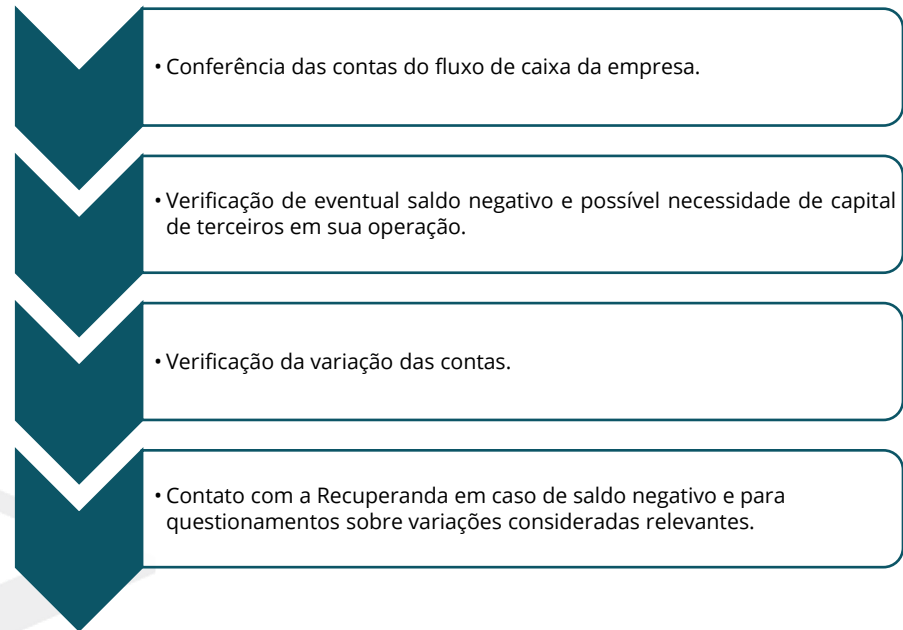 • Conferência das contas do fluxo de caixa da empresa.
• Verificação de eventual saldo negativo e possível necessidade de capital
de terceiros em sua operação.
• Verificação da variação das contas.
• Contato com a Recuperanda em caso de saldo negativo e para
questionamentos sobre variações consideradas relevantes.